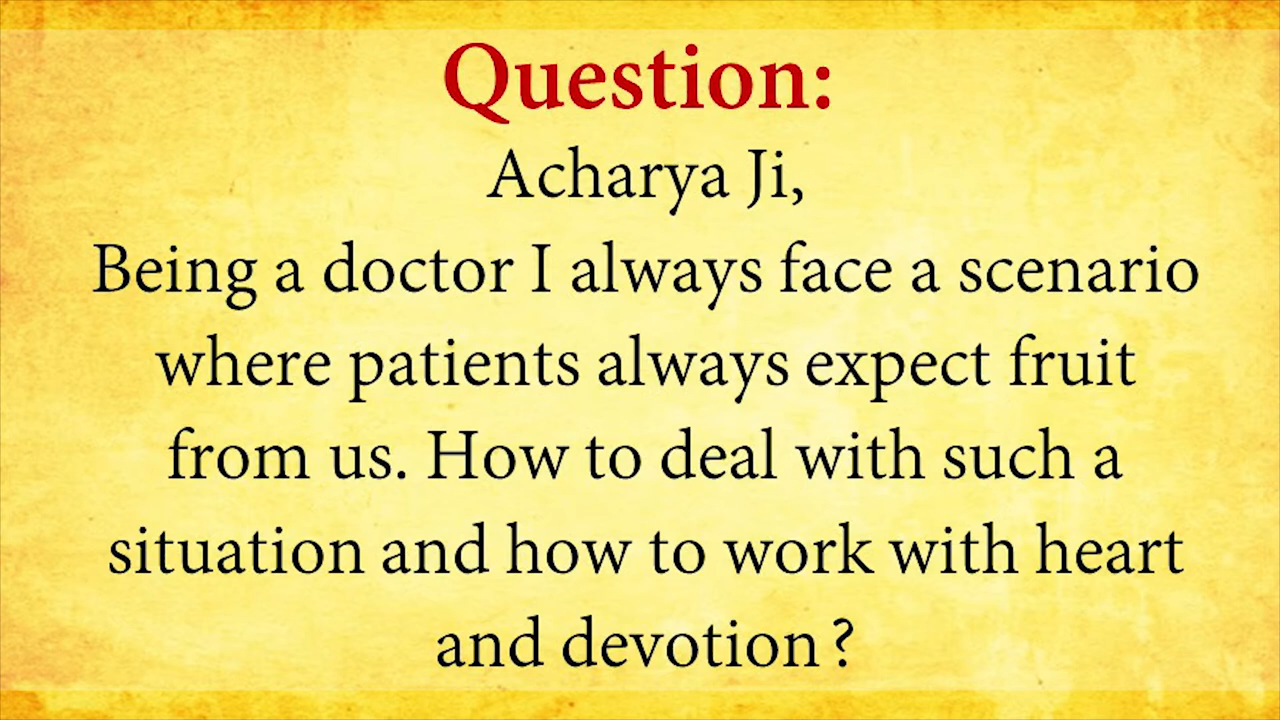 Question:
Acharya Ji,
Being a doctor I always face a scenario
where patients always expect fruit
from us. How to deal with such a
situation and how to work with heart
and devotion ?